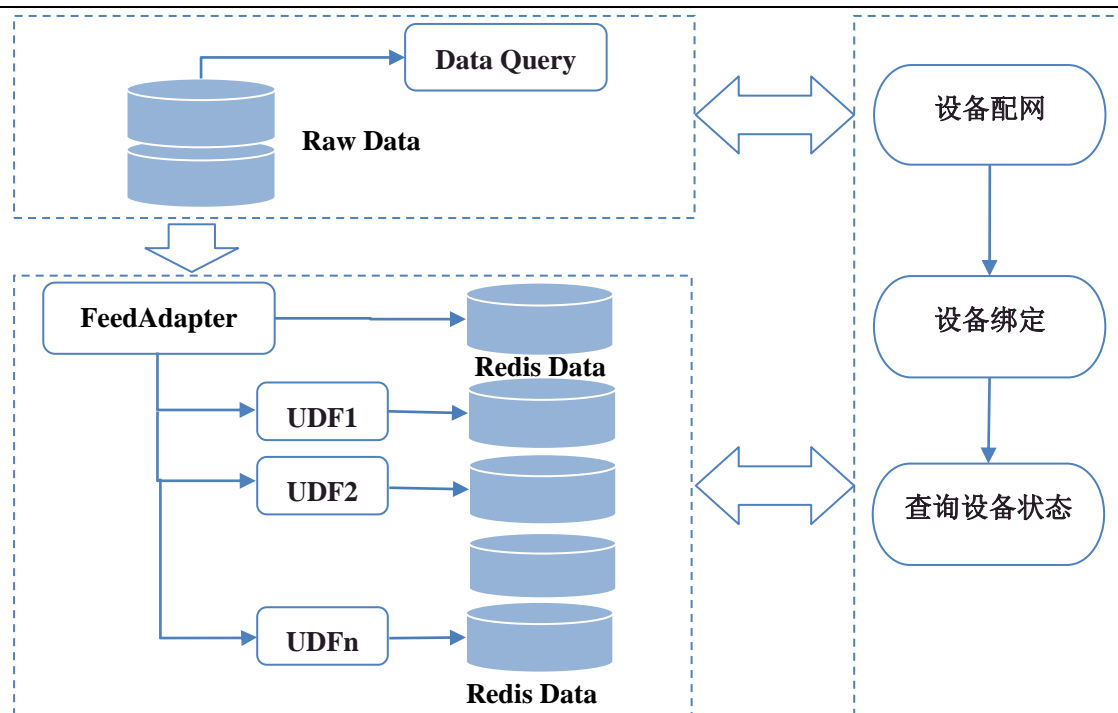 Data Query
Raw Data
FeedAdapter
Redis Data
UDF1
UDF2
UDFn
Redis Data
设备配网
设备绑定
查询设备状态